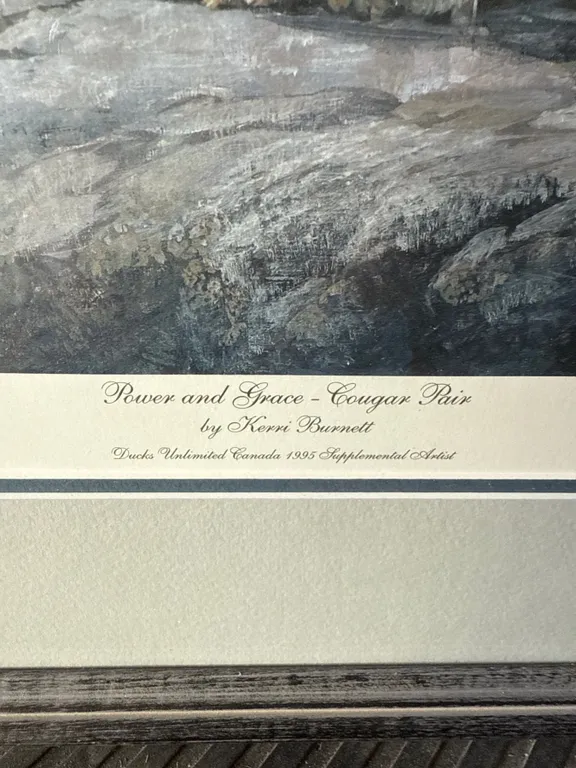 Power and Grace - Cougar Pair
by Kerri Burnett
Ducks Unlimited Canada 1995 Supplemental Artist